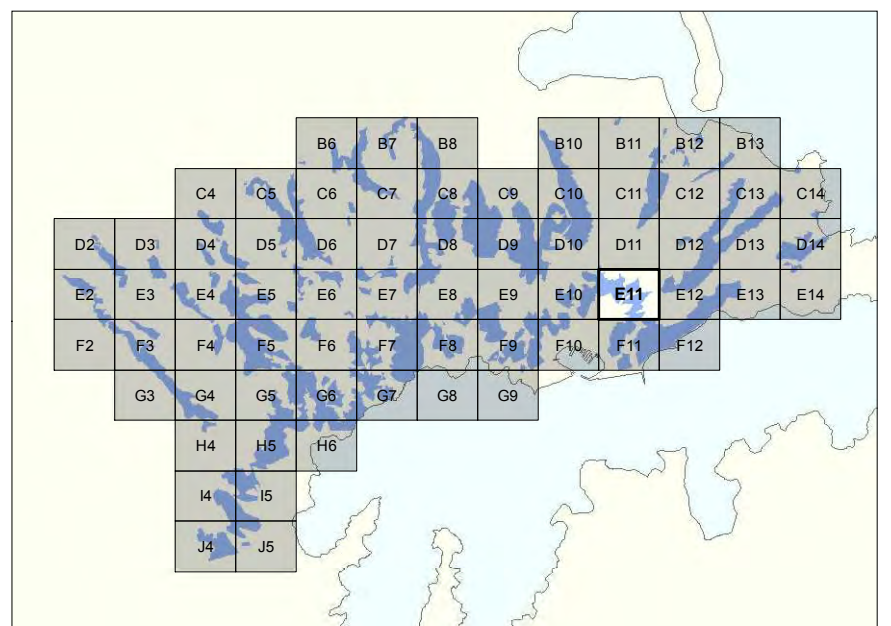 B6 B7 B8 B10 B11 B12 B13
C4 C5 C6 C7 C8 C9 C10 C11 C12 C13 C14
D2 D3 D4 D5 D6 D7 D8 D9 D10 D11 D12 D13 D14
E2 E3 E4 E5 E6 E7 E8 E9 E10 E11 E12 E13 E14
F2 F3 F4 F5 F6 F7 F8 F9 F10 F11 F12
G3 G4 G5 G6 G7 G8 G9
H4 H5 H6
I4 I5
J4 J5